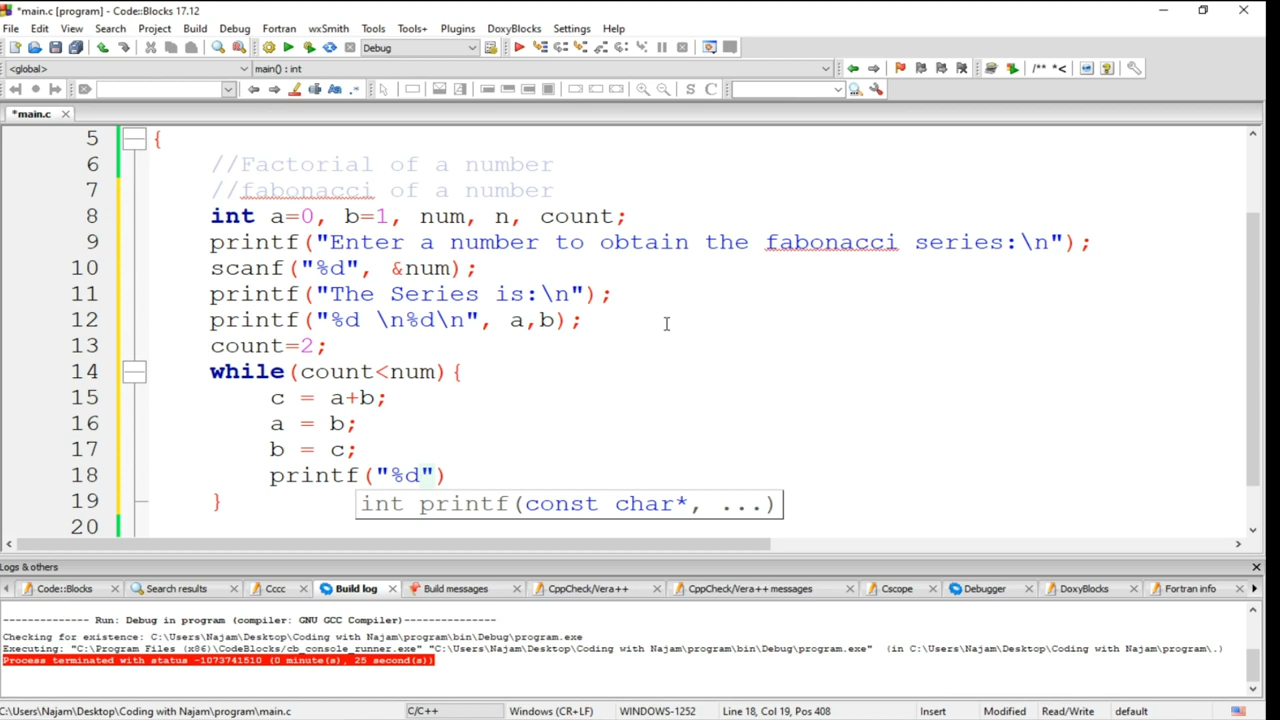 *main.c [program] - Code::Blocks 17.12
File Edit View Search Project Build Debug Fortran wxSmith Tools Tools+ Plugins DoxyBlocks Settings Help
Debug
<global> main() : int /** *<
Aa .* S C
*main.c
5 {
6 //Factorial of a number
7 //fabonacci of a number
8 int a=0, b=1, num, n, count;
9 printf("Enter a number to obtain the fabonacci series:\n");
10 scanf("%d", &num);
11 printf("The Series is:\n");
12 printf("%d \n%d\n", a,b);
13 count=2;
14 while(count<num){
15 c = a+b;
16 a = b;
17 b = c;
18 printf("%d")
19 }
int printf(const char*, ...)
20
Logs & others
Code::Blocks Search results Cccc Build log Build messages CppCheck/Vera++ CppCheck/Vera++ messages Cscope Debugger DoxyBlocks Fortran info
-------------- Run: Debug in program (compiler: GNU GCC Compiler)---------------
Checking for existence: C:\Users\Najam\Desktop\Coding with Najam\program\bin\Debug\program.exe
Executing: "C:\Program Files (x86)\CodeBlocks/cb_console_runner.exe" "C:\Users\Najam\Desktop\Coding with Najam\program\bin\Debug\program.exe" (in C:\Users\Najam\Desktop\Coding with Najam\program\.)
Process terminated with status -1073741510 (0 minute(s), 25 second(s))
C:\Users\Najam\Desktop\Coding with Najam\program\main.c C/C++ Windows (CR+LF) WINDOWS-1252 Line 18, Col 19, Pos 408 Insert Modified Read/Write default